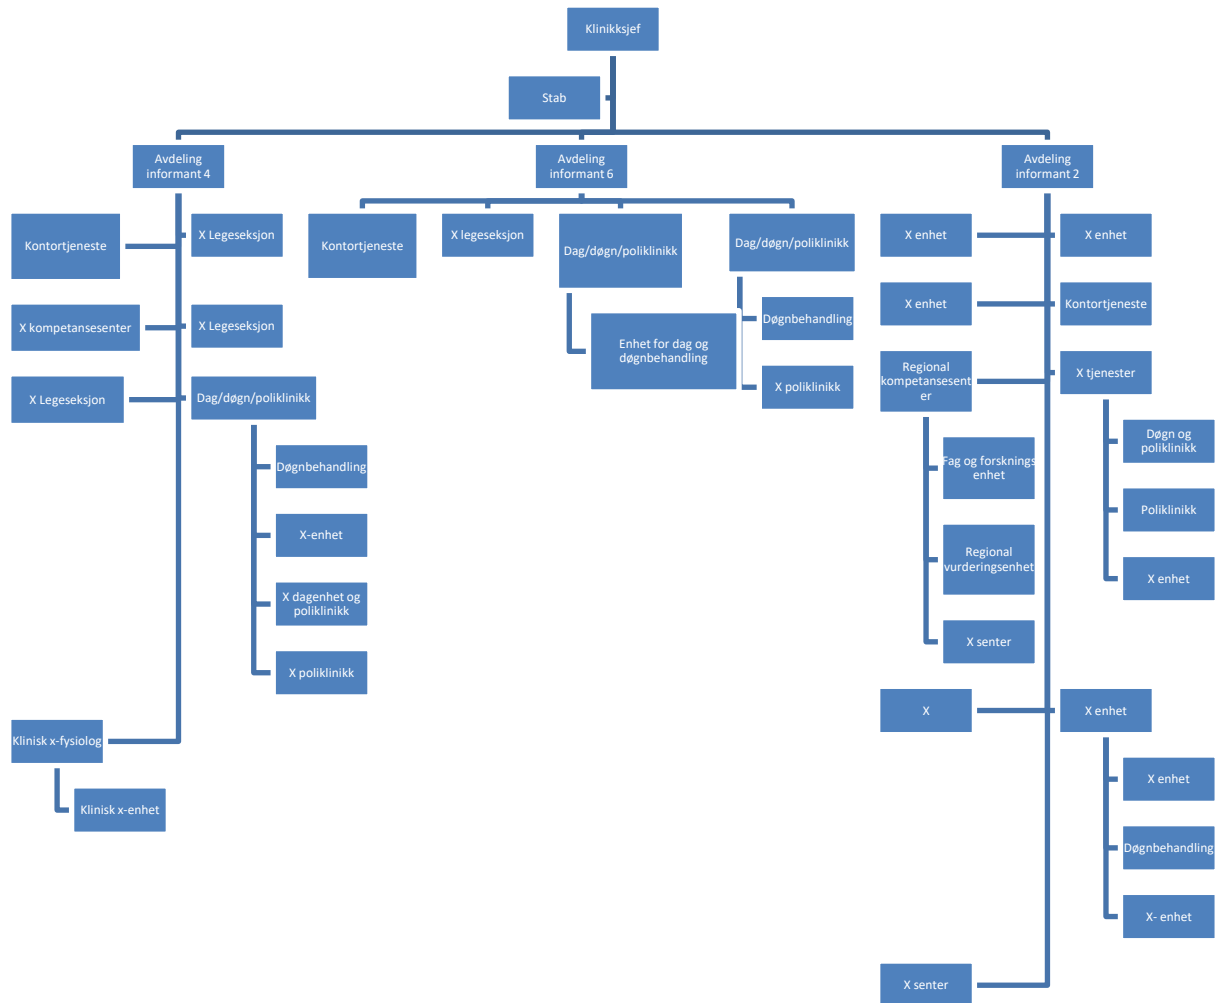 Klinikksjef
Stab
Avdeling
informant 4
Avdeling
informant 6
Avdeling
informant 2
Kontortjeneste
X Legeseksjon
X kompetansesenter
X Legeseksjon
X Legeseksjon
Dag/døgn/poliklinikk
Døgnbehandling
X-enhet
X dagenhet og
poliklinikk
X poliklinikk
Klinisk x-fysiolog
Klinisk x-enhet
Kontortjeneste
X legeseksjon
Dag/døgn/poliklinikk
Enhet for dag og
døgnbehandling
Dag/døgn/poliklinikk
Døgnbehandling
X poliklinikk
X enhet
X enhet
X enhet
Kontortjeneste
Regional
kompetansesent
er
X tjenester
Fag og forsknings
enhet
Regional
vurderingsenhet
X senter
Døgn og
poliklinikk
Poliklinikk
X enhet
X
X enhet
X enhet
Døgnbehandling
X- enhet
X senter